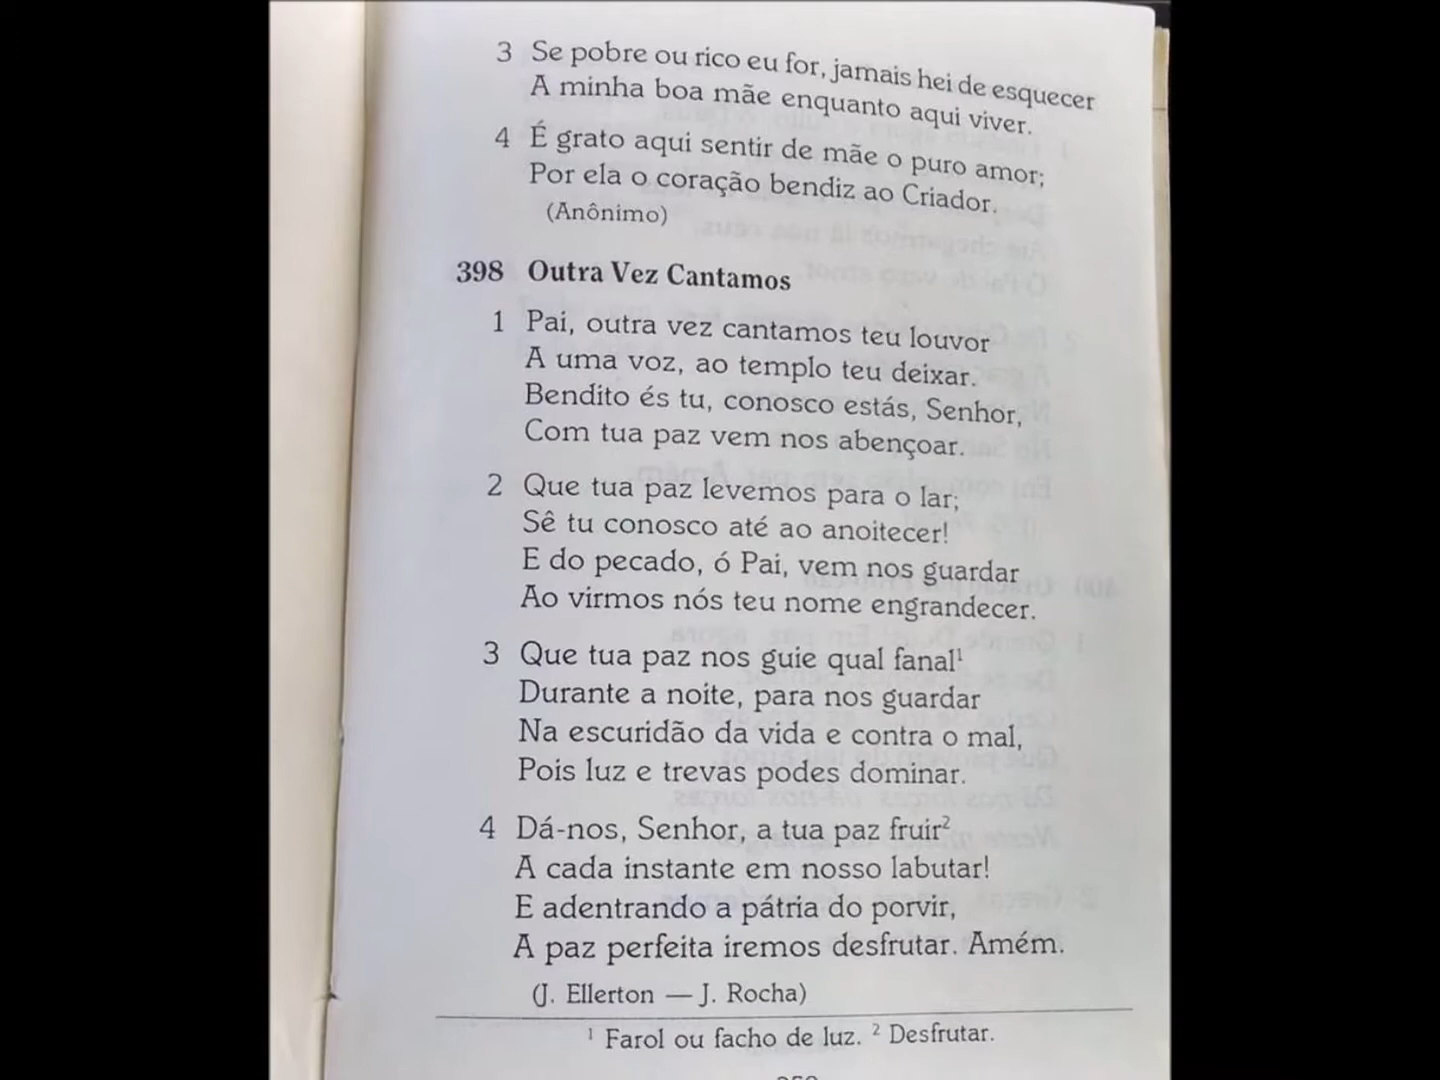 3 Se pobre ou rico eu for, jamais hei de esquecer
A minha boa mãe enquanto aqui viver.
4 É grato aqui sentir de mãe o puro amor;
Por ela o coração bendiz ao Criador.
(Anônimo)
398 Outra Vez Cantamos
1 Pai, outra vez cantamos teu louvor
A uma voz, ao templo teu deixar.
Bendito és tu, conosco estás, Senhor,
Com tua paz vem nos abençoar.
2 Que tua paz levemos para o lar;
Sê tu conosco até ao anoitecer!
E do pecado, ó Pai, vem nos guardar
Ao virmos nós teu nome engrandecer.
3 Que tua paz nos guie qual fanal¹
Durante a noite, para nos guardar
Na escuridão da vida e contra o mal,
Pois luz e trevas podes dominar.
4 Dá-nos, Senhor, a tua paz fruir²
A cada instante em nosso labutar!
E adentrando a pátria do porvir,
A paz perfeita iremos desfrutar. Amém.
(J. Ellerton — J. Rocha)
¹ Farol ou facho de luz. ² Desfrutar.